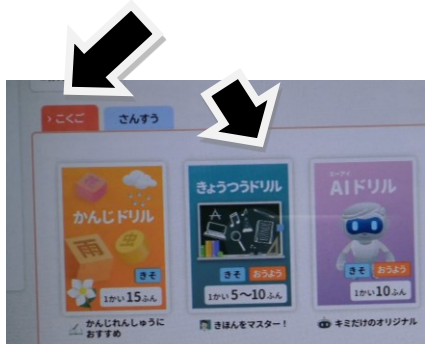 こくご
さんすう
かんじドリル
雨
きそ
1かい15ふん
かんじれんしゅうに
おすすめ
きょうつうドリル
きそ おうよう
1かい5〜10ふん
きほんをマスター!
エーアイ
AIドリル
きそ おうよう
1かい10ふん
キミだけのオリジナル